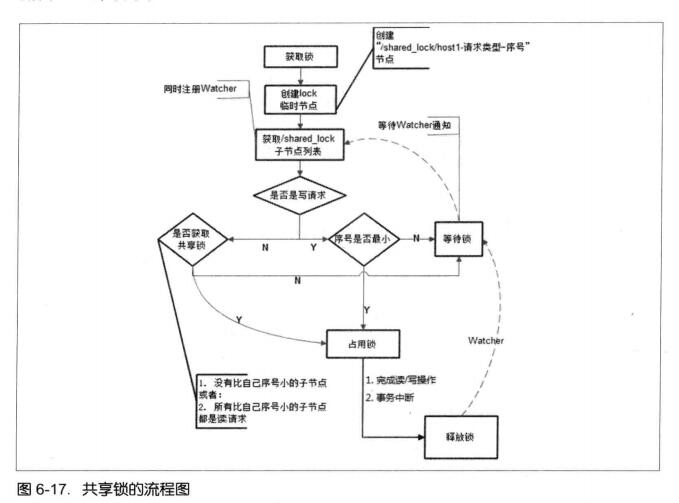 创建
“/shared_lock/host1-请求类型-序号”
节点
获取锁
同时注册Watcher
创建lock
临时节点
等待Watcher通知
获取/shared_lock
子节点列表
是否是写请求
是否获取
共享锁
N
Y
序号是否最小
N
等待锁
N
Y
Y
占用锁
Watcher
1. 没有比自己序号小的子节点
或者:
2. 所有比自己序号小的子节点
都是读请求
1. 完成读/写操作
2. 事务中断
释放锁
图 6-17. 共享锁的流程图